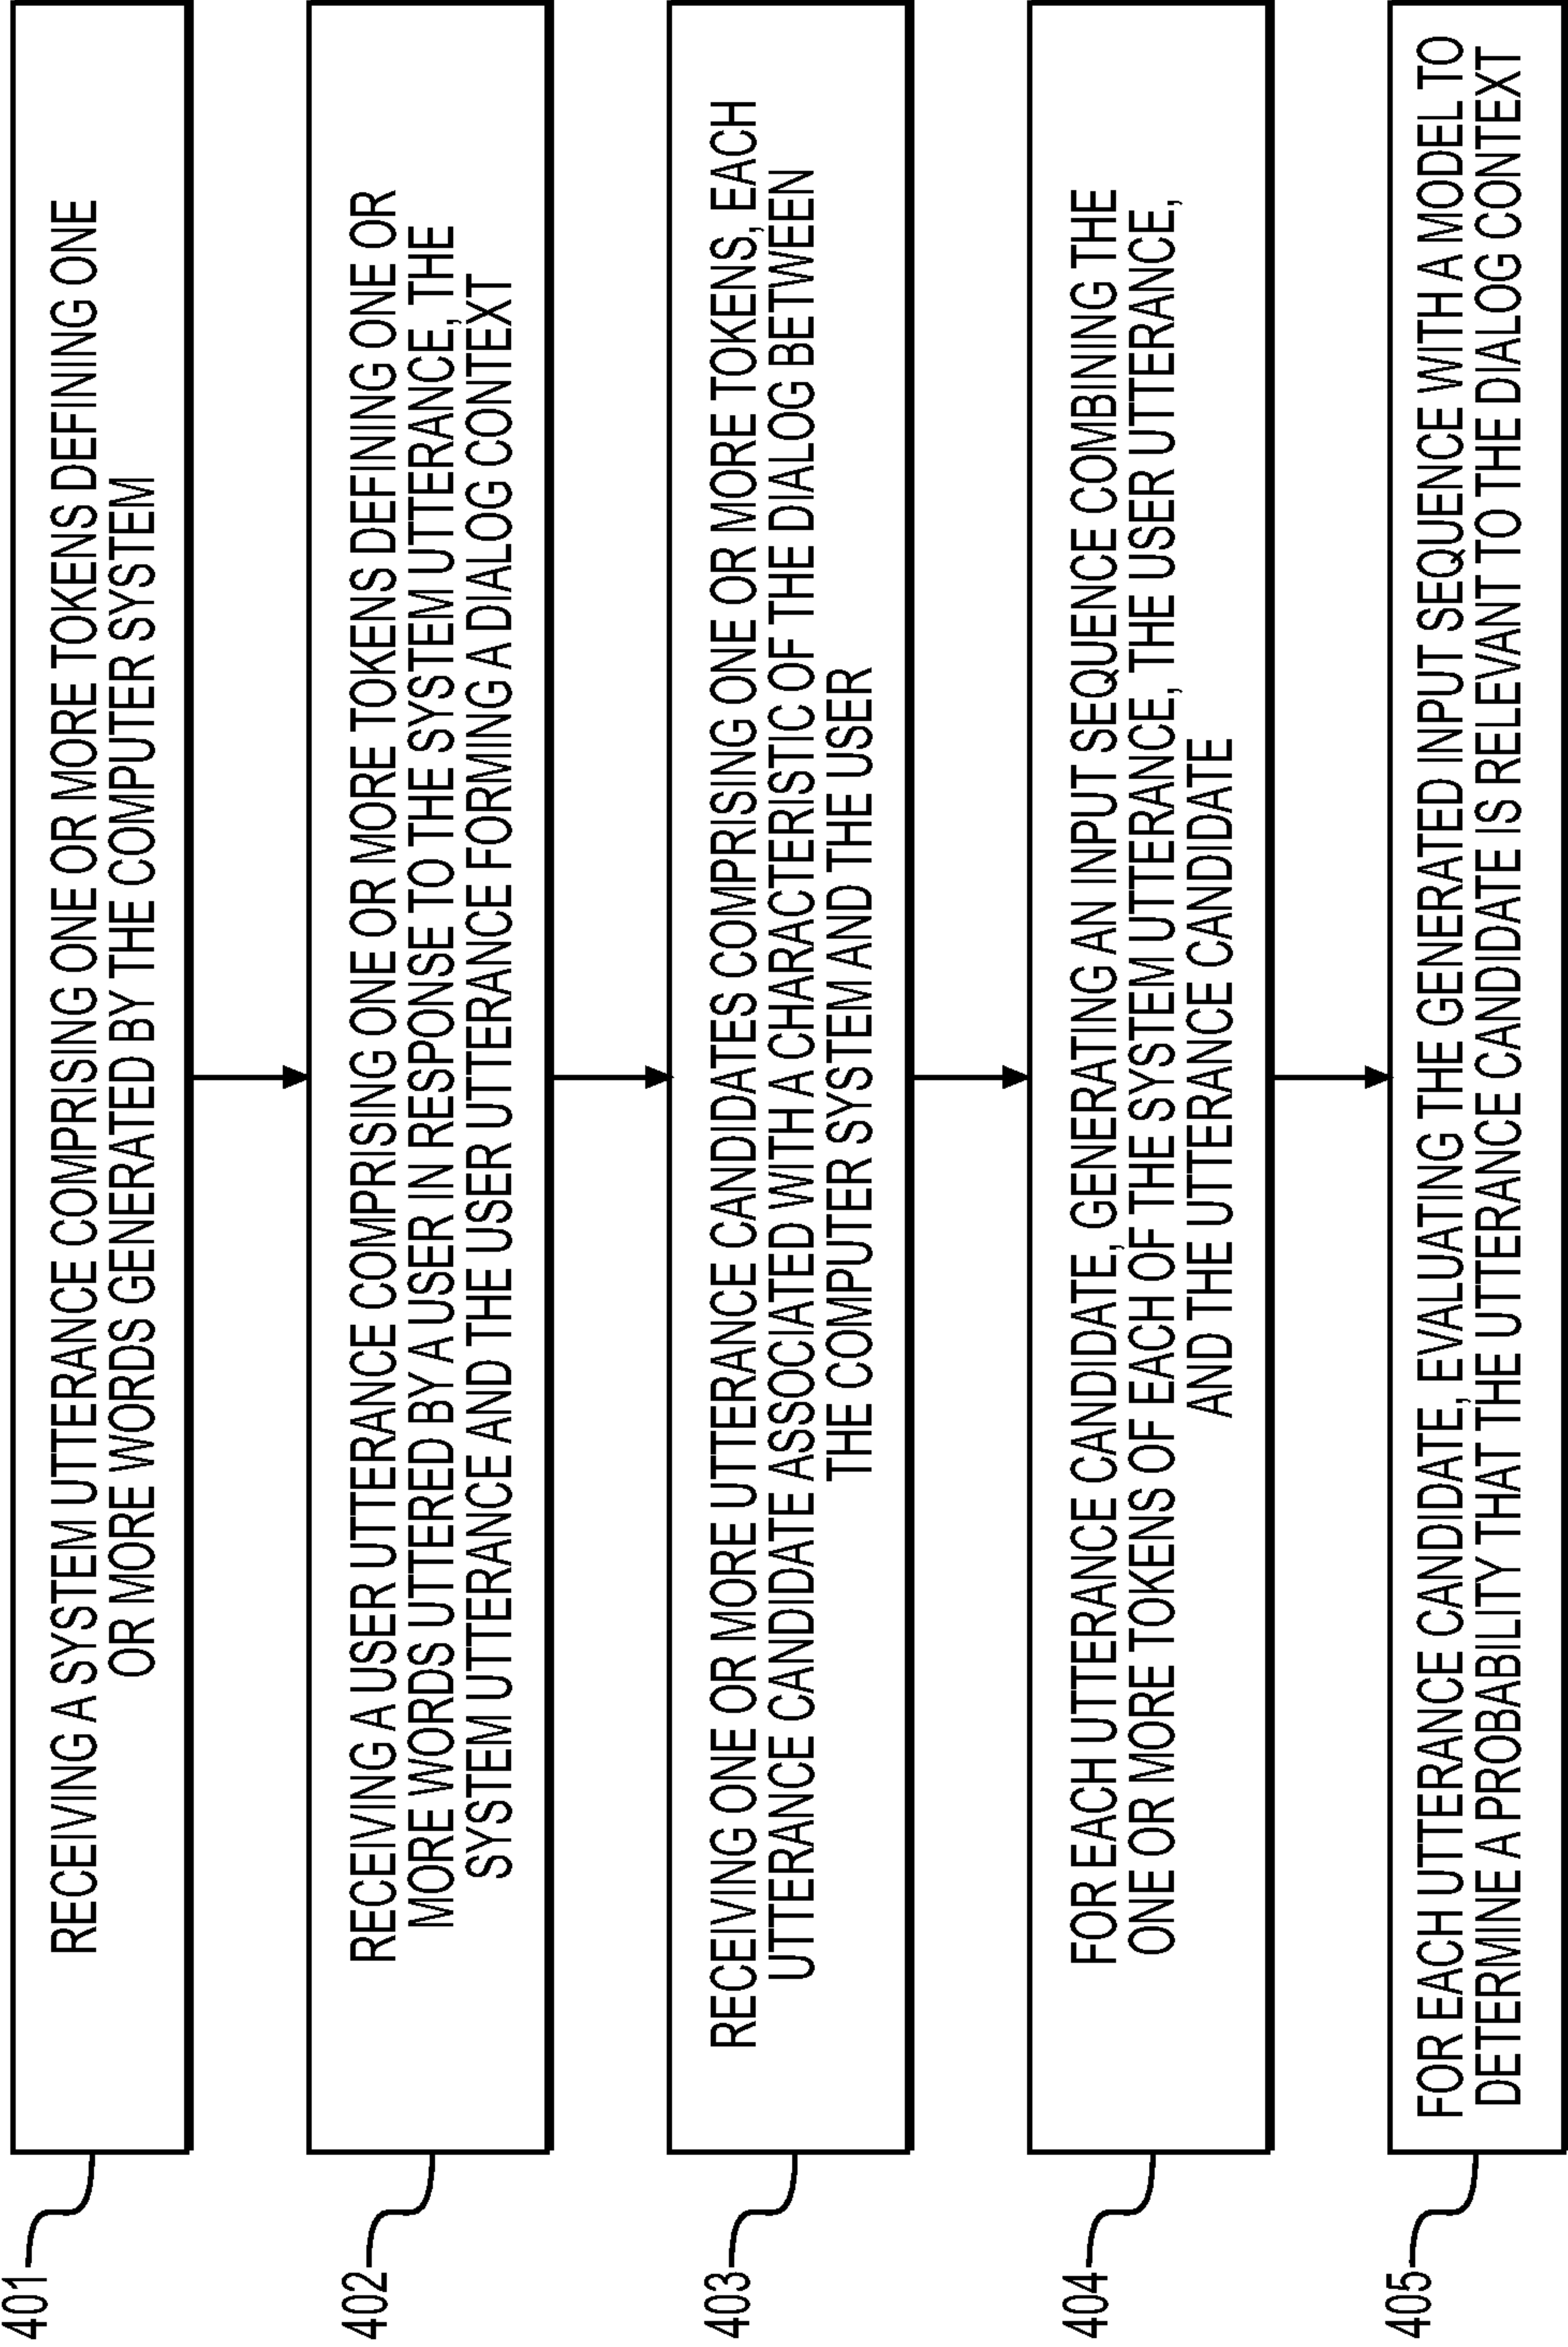 401
RECEIVING A SYSTEM UTTERANCE COMPRISING ONE OR MORE TOKENS DEFINING ONE
OR MORE WORDS GENERATED BY THE COMPUTER SYSTEM
402
RECEIVING A USER UTTERANCE COMPRISING ONE OR MORE TOKENS DEFINING ONE OR
MORE WORDS UTTERED BY A USER IN RESPONSE TO THE SYSTEM UTTERANCE, THE
SYSTEM UTTERANCE AND THE USER UTTERANCE FORMING A DIALOG CONTEXT
403
RECEIVING ONE OR MORE UTTERANCE CANDIDATES COMPRISING ONE OR MORE TOKENS, EACH
UTTERANCE CANDIDATE ASSOCIATED WITH A CHARACTERISTIC OF THE DIALOG BETWEEN
THE COMPUTER SYSTEM AND THE USER
404
FOR EACH UTTERANCE CANDIDATE, GENERATING AN INPUT SEQUENCE COMBINING THE
ONE OR MORE TOKENS OF EACH OF THE SYSTEM UTTERANCE, THE USER UTTERANCE,
AND THE UTTERANCE CANDIDATE
405
FOR EACH UTTERANCE CANDIDATE, EVALUATING THE GENERATED INPUT SEQUENCE WITH A MODEL TO
DETERMINE A PROBABILITY THAT THE UTTERANCE CANDIDATE IS RELEVANT TO THE DIALOG CONTEXT